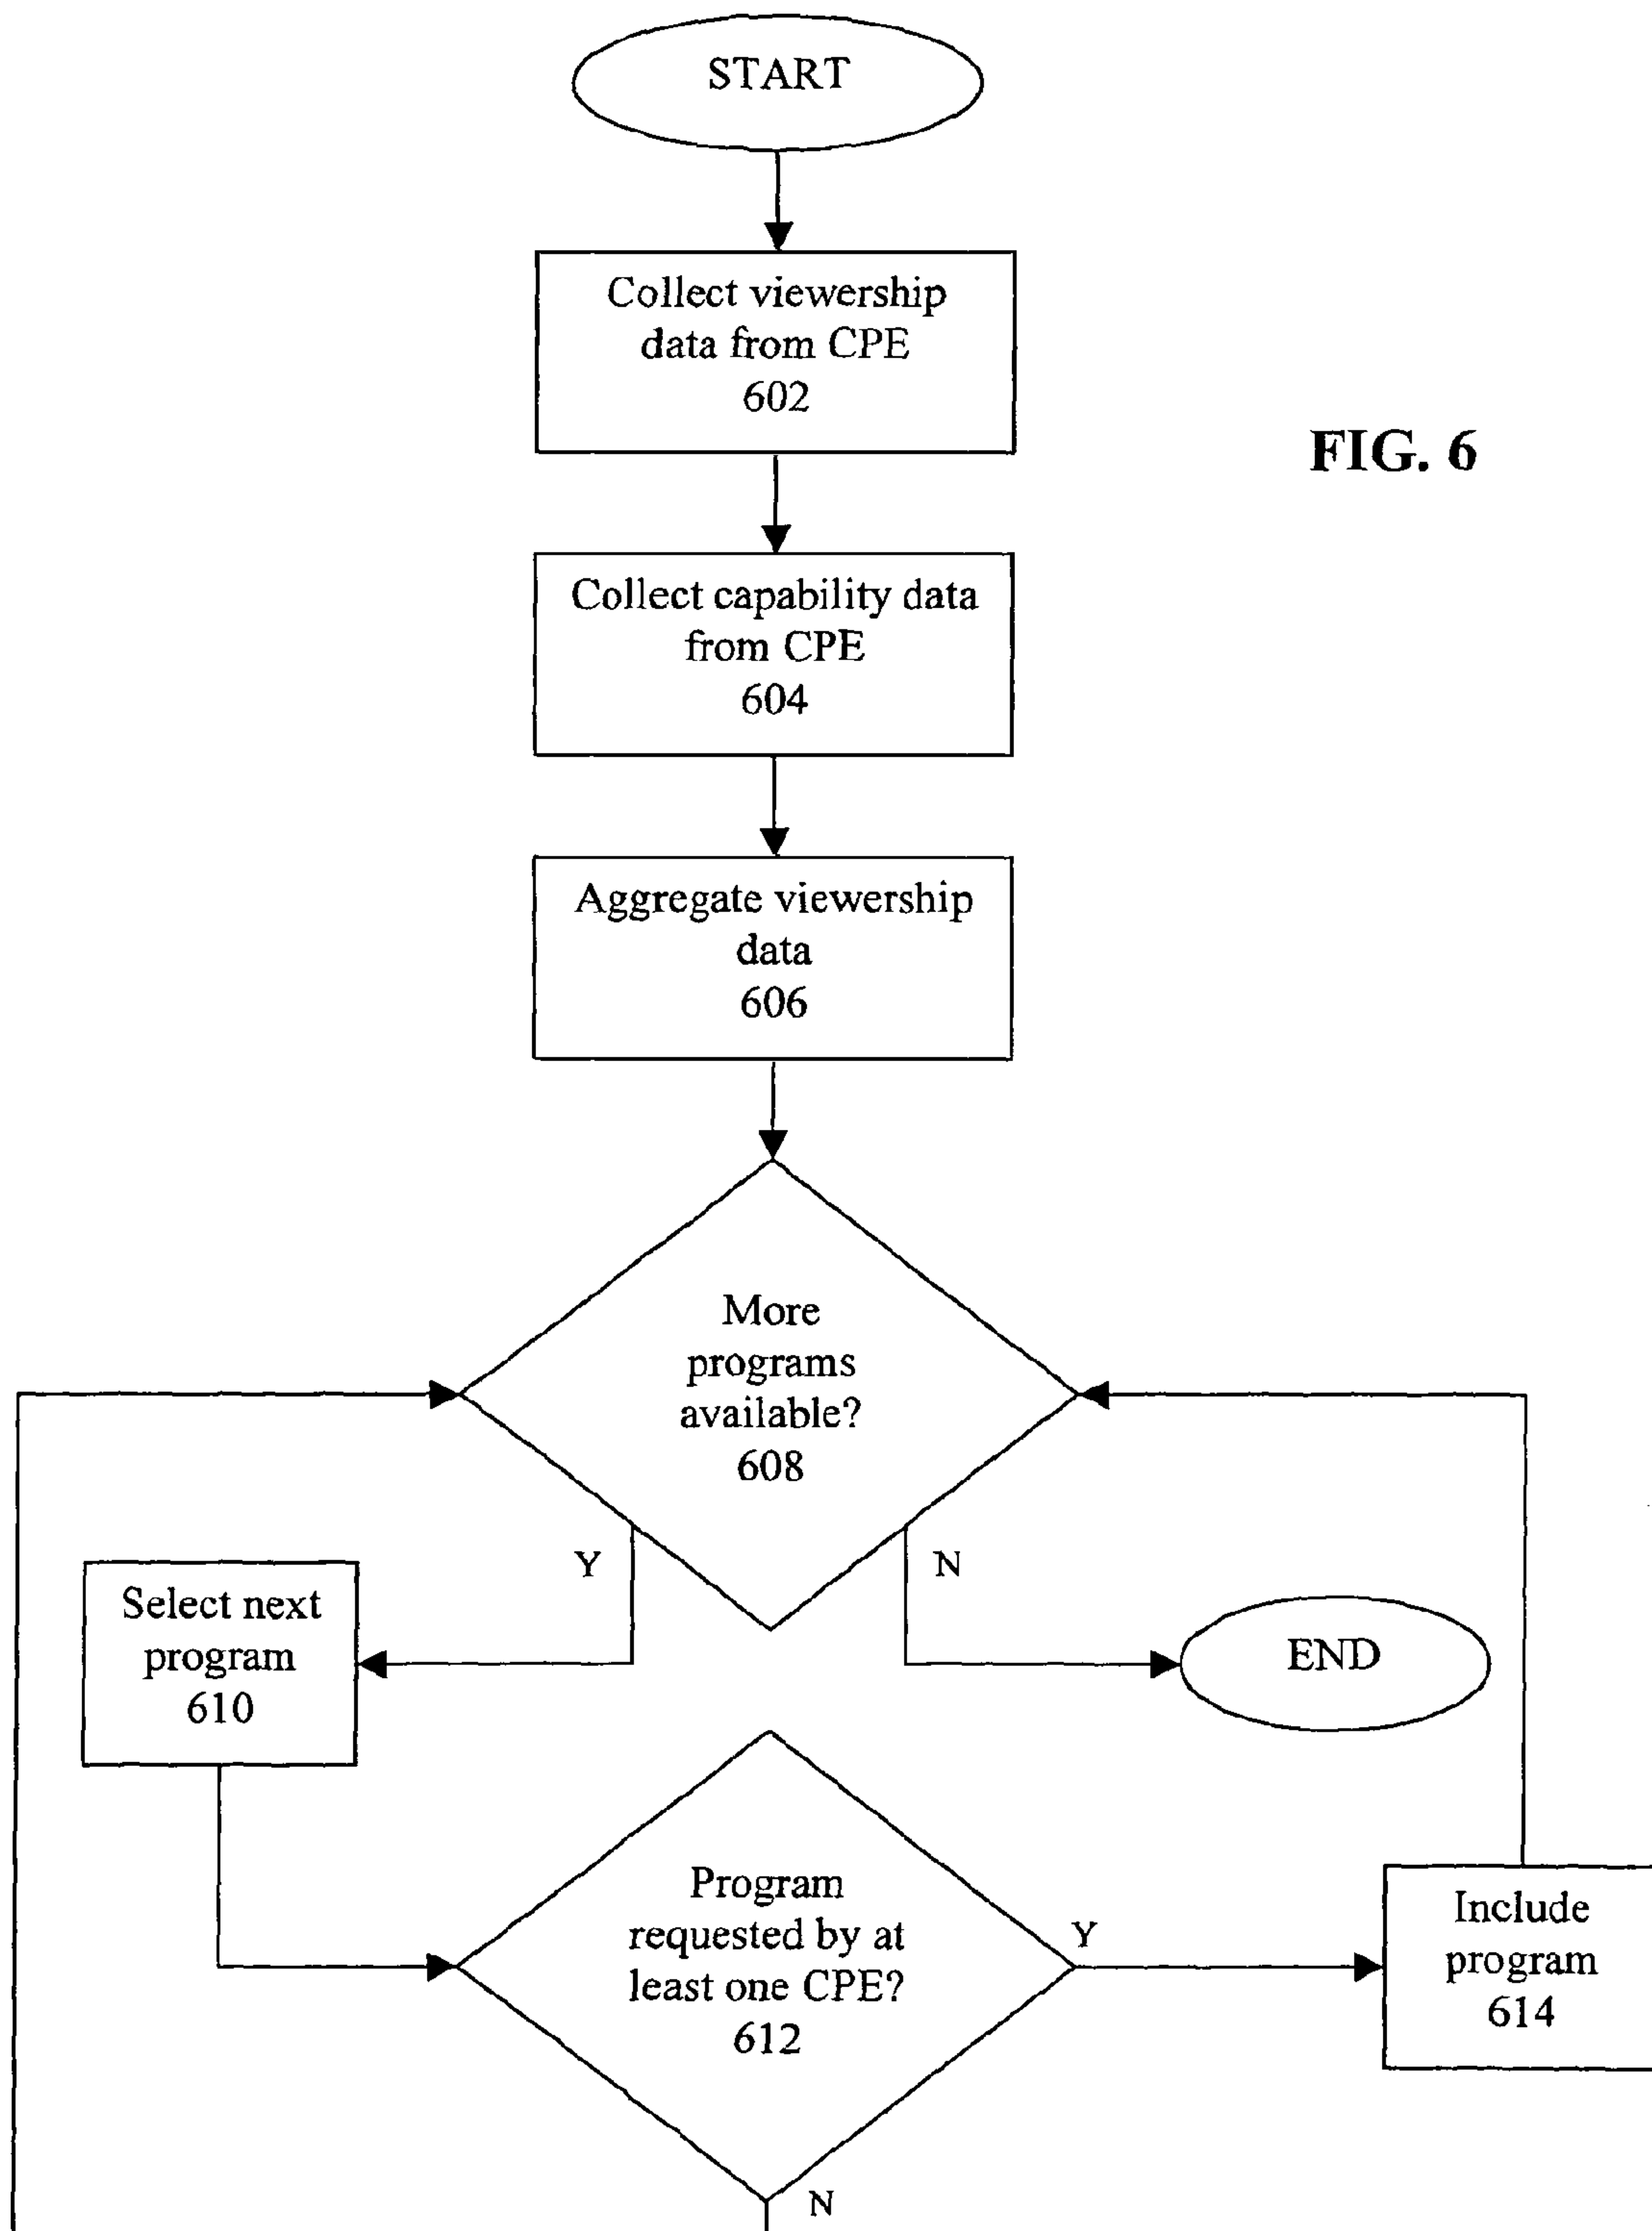 START
Collect viewership
data from CPE
602
FIG. 6
Collect capability data
from CPE
604
Aggregate viewership
data
606
More
programs
available?
608
Y
N
Select next
program
610
END
Program
requested by at
least one CPE?
612
Y
Include
program
614
N